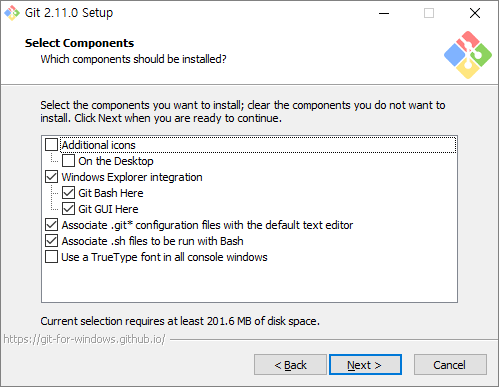 Git 2.11.0 Setup
Select Components
Which components should be installed?
Select the components you want to install; clear the components you do not want to
install. Click Next when you are ready to continue.
Additional icons
On the Desktop
Windows Explorer integration
Git Bash Here
Git GUI Here
Associate .git* configuration files with the default text editor
Associate .sh files to be run with Bash
Use a TrueType font in all console windows
Current selection requires at least 201.6 MB of disk space.
https://git-for-windows.github.io/
< Back Next > Cancel